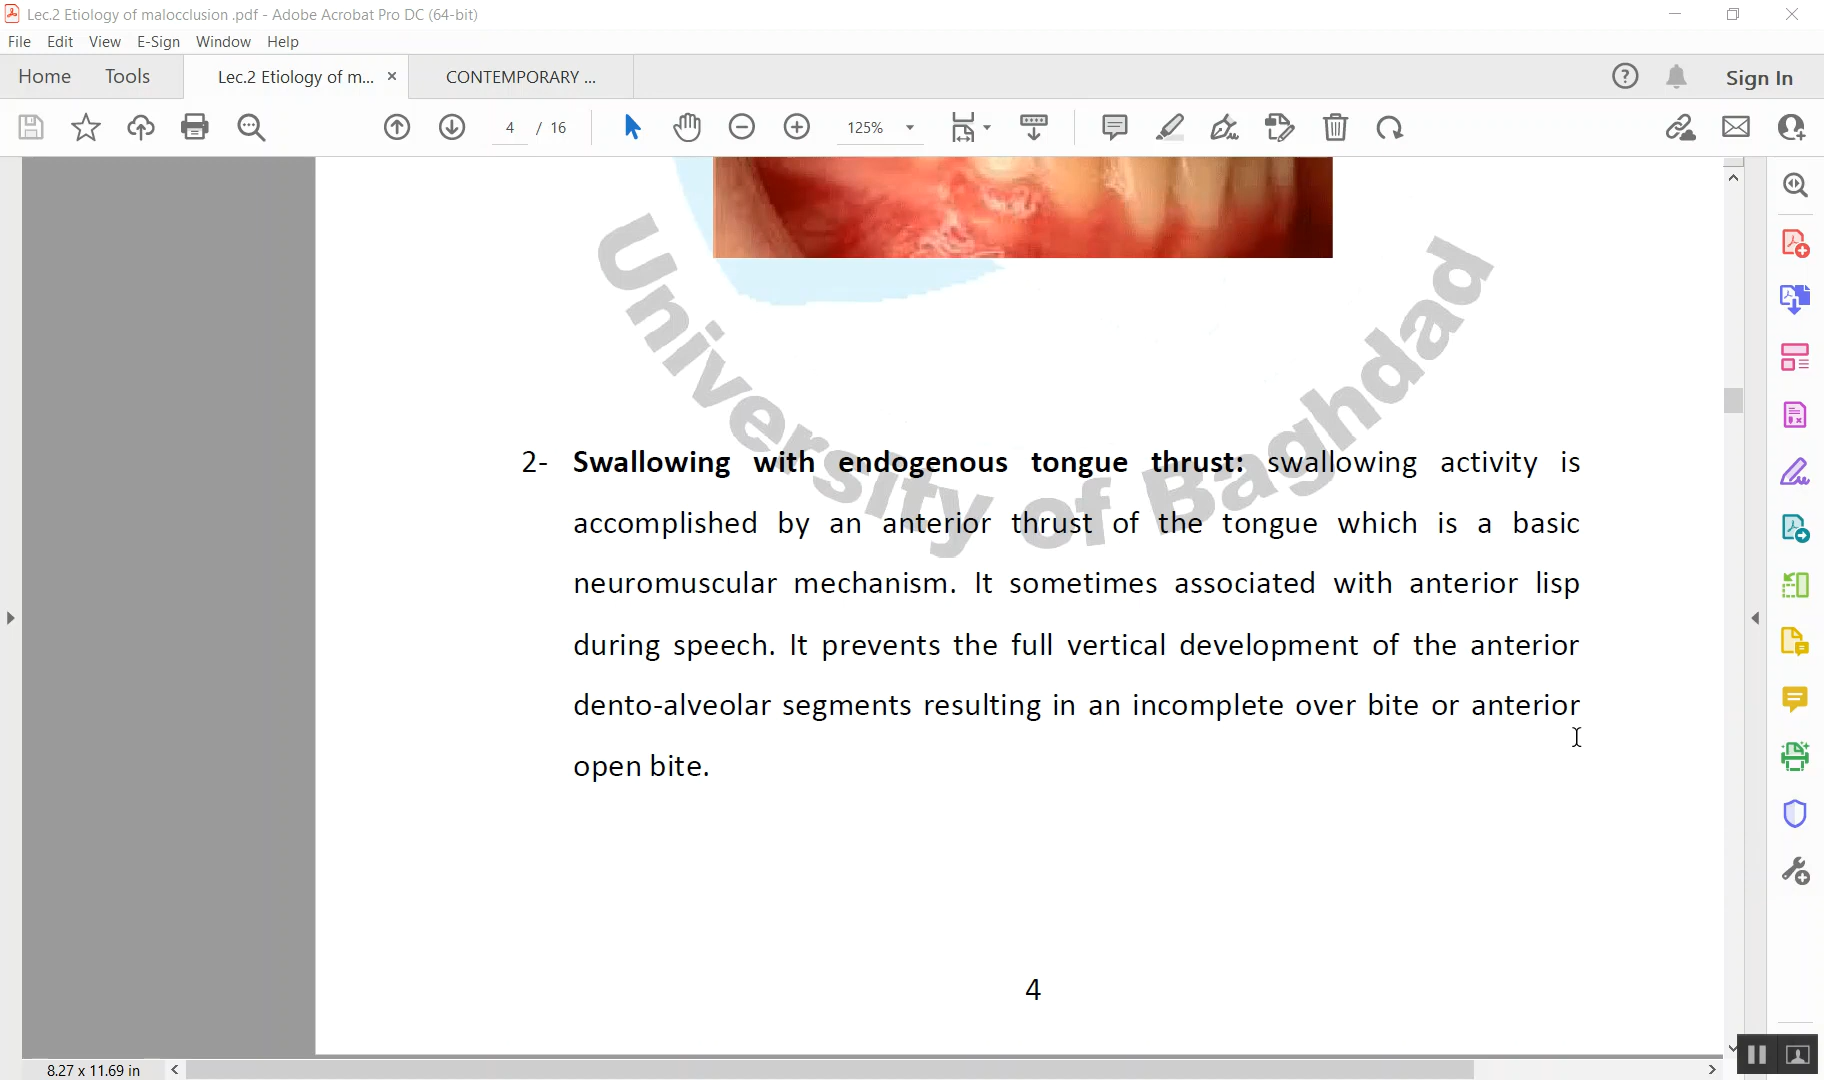 Lec.2 Etiology of malocclusion .pdf - Adobe Acrobat Pro DC (64-bit)
File Edit View E-Sign Window Help
Home Tools Lec.2 Etiology of m... × CONTEMPORARY ... Sign In
4 / 16 125%
University of Baghdad
2- Swallowing with endogenous tongue thrust: swallowing activity is
accomplished by an anterior thrust of the tongue which is a basic
neuromuscular mechanism. It sometimes associated with anterior lisp
during speech. It prevents the full vertical development of the anterior
dento-alveolar segments resulting in an incomplete over bite or anterior
open bite.
4
8.27 x 11.69 in